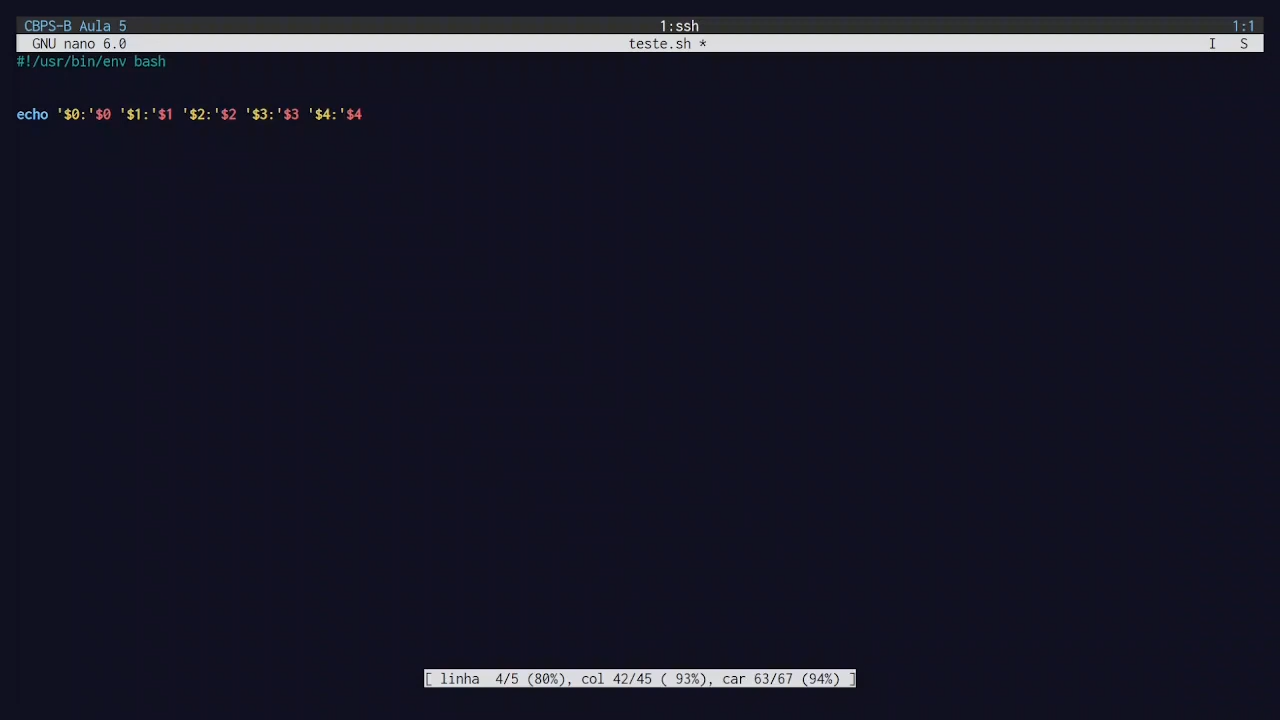 CBPS-B Aula 5 1:ssh 1:1
GNU nano 6.0 teste.sh * I S
#!/usr/bin/env bash
echo '$0:'$0 '$1:'$1 '$2:'$2 '$3:'$3 '$4:'$4
[ linha  4/5 (80%), col 42/45 ( 93%), car 63/67 (94%) ]